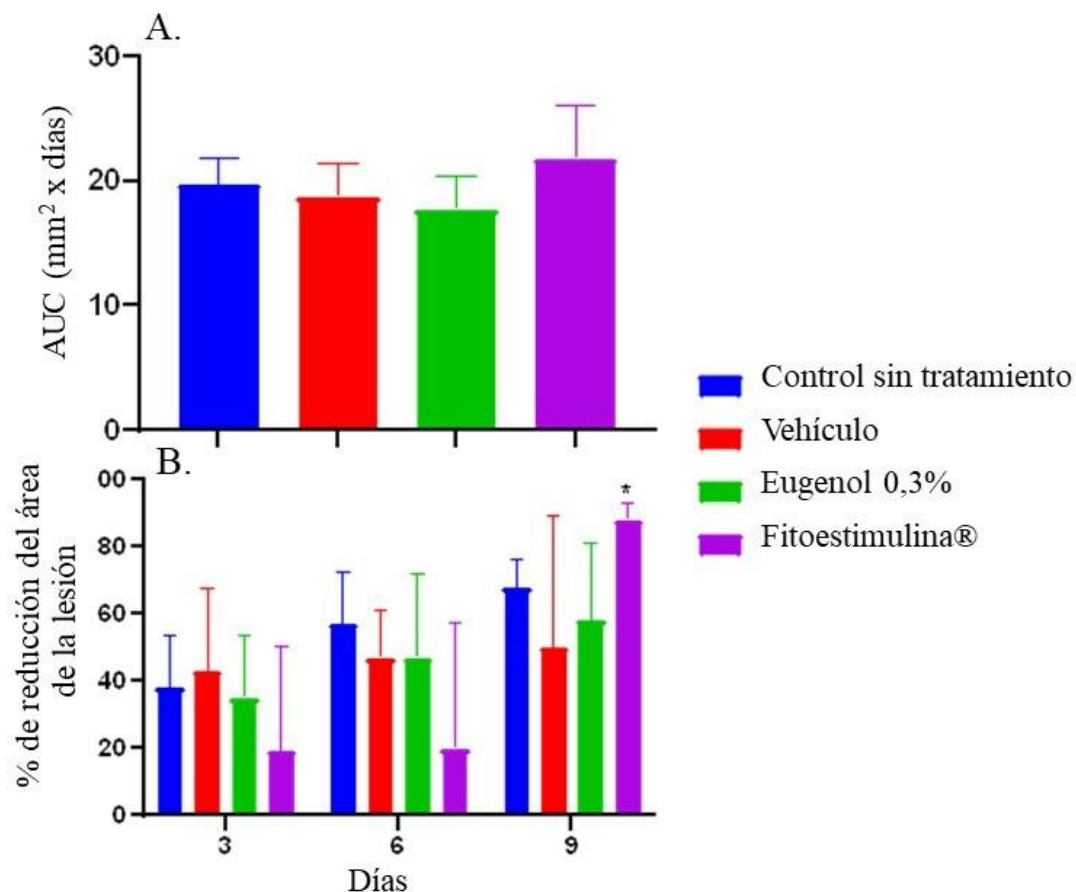 A.
30
20
10
0
AUC (mm² x días)
Control sin tratamiento
Vehículo
Eugenol 0,3%
Fitoestimulina®
B.
00
80
60
40
20
0
% de reducción del área
de la lesión
*
3 6 9
Días